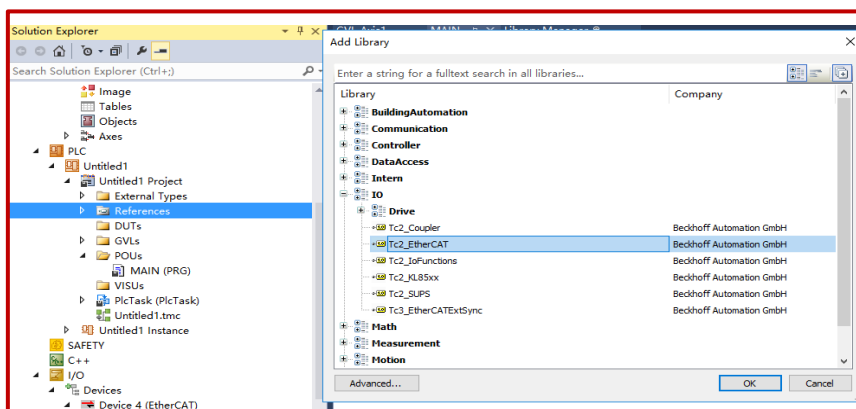 Solution Explorer
Search Solution Explorer (Ctrl+;)
Image
Tables
Objects
Axes
PLC
Untitled1
Untitled1 Project
External Types
References
DUTs
GVLs
POUs
MAIN (PRG)
VISUs
PlcTask (PlcTask)
Untitled1.tmc
Untitled1 Instance
SAFETY
C++
I/O
Devices
Device 4 (EtherCAT)
Add Library
Enter a string for a fulltext search in all libraries...
Library Company
BuildingAutomation
Communication
Controller
DataAccess
Intern
IO
Drive
Tc2_Coupler Beckhoff Automation GmbH
Tc2_EtherCAT Beckhoff Automation GmbH
Tc2_IoFunctions Beckhoff Automation GmbH
Tc2_KL85xx Beckhoff Automation GmbH
Tc2_SUPS Beckhoff Automation GmbH
Tc3_EtherCATExtSync Beckhoff Automation GmbH
Math
Measurement
Motion
Advanced... OK Cancel